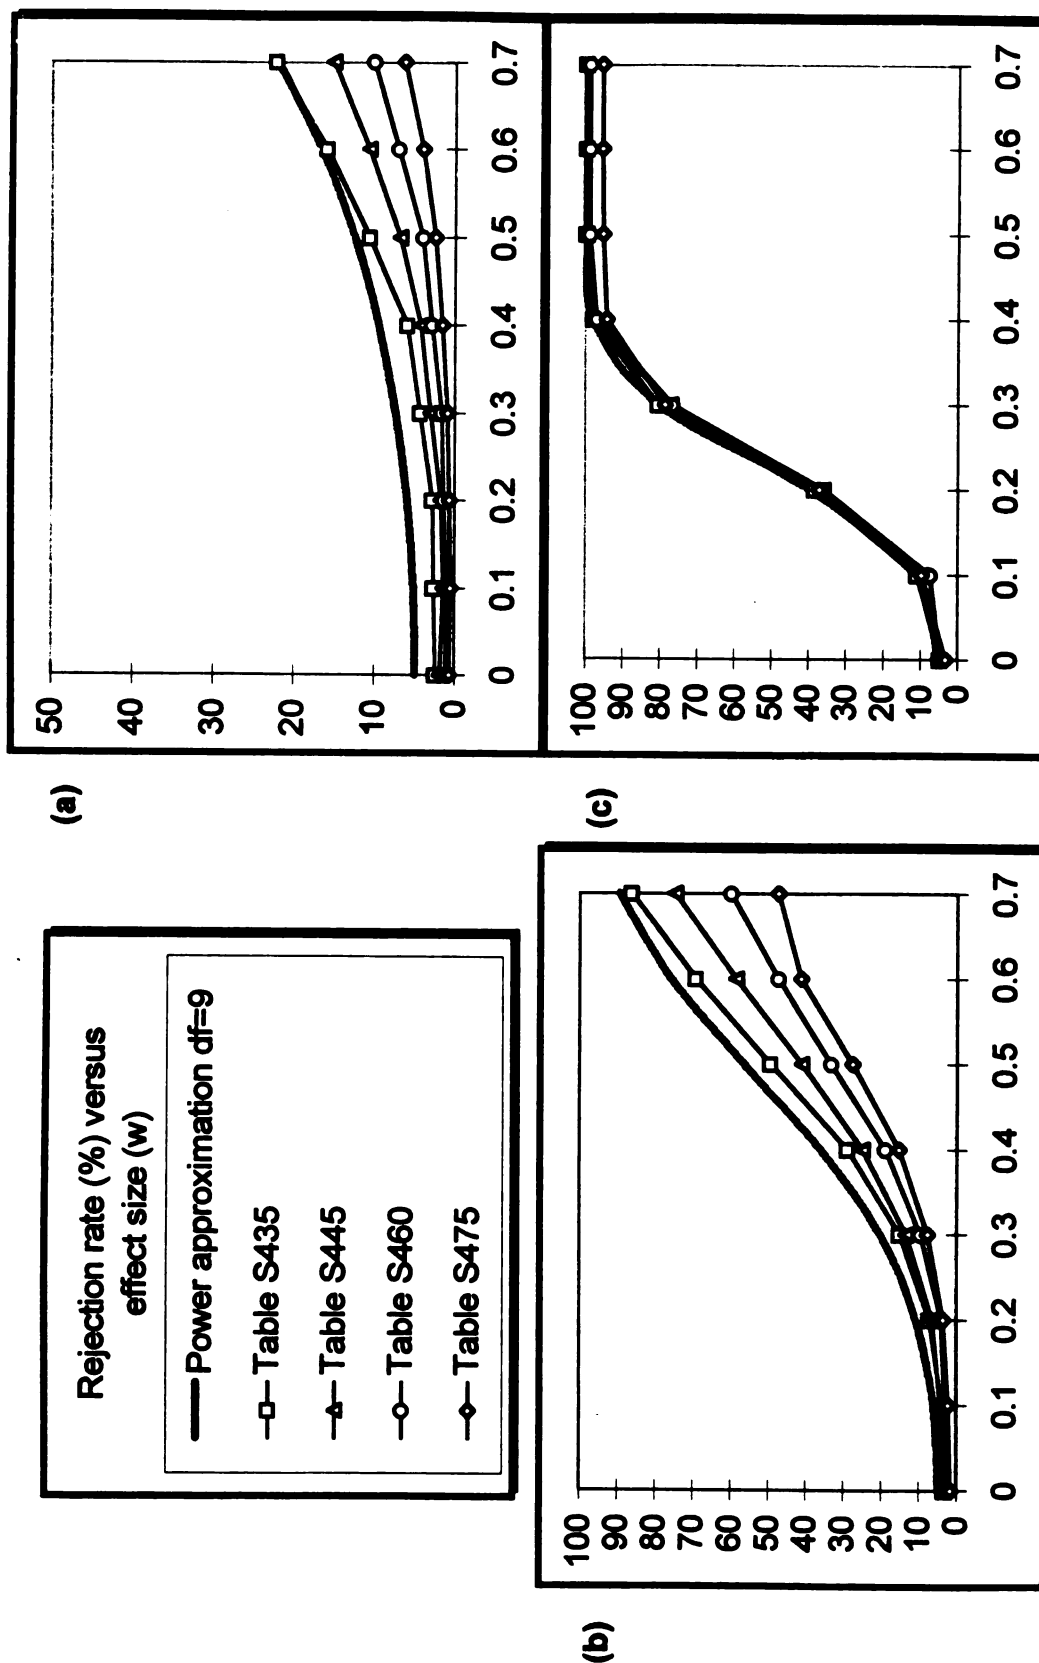 Rejection rate (%) versus
effect size (w)
Power approximation df=9
Table S435
Table S445
Table S460
Table S475
(a)
50
40
30
20
10
0
0 0.1 0.2 0.3 0.4 0.5 0.6 0.7
(b)
100
90
80
70
60
50
40
30
20
10
0
0 0.1 0.2 0.3 0.4 0.5 0.6 0.7
(c)
100
90
80
70
60
50
40
30
20
10
0
0 0.1 0.2 0.3 0.4 0.5 0.6 0.7